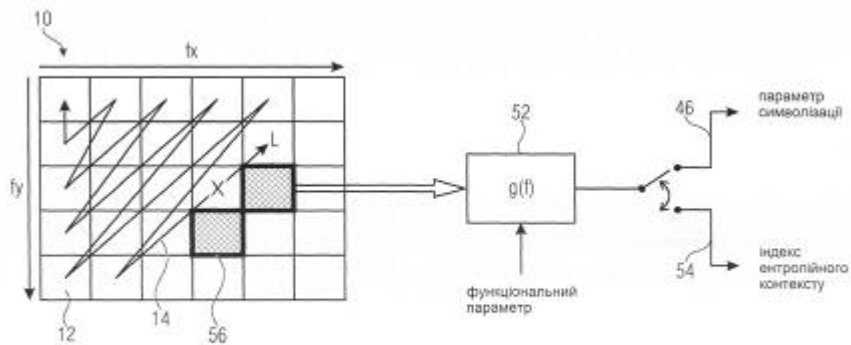 10
fx
fy
L
X
12
14
56
52
g(f)
функціональний
параметр
46
параметр
символізації
54
індекс
ентропійного
контексту